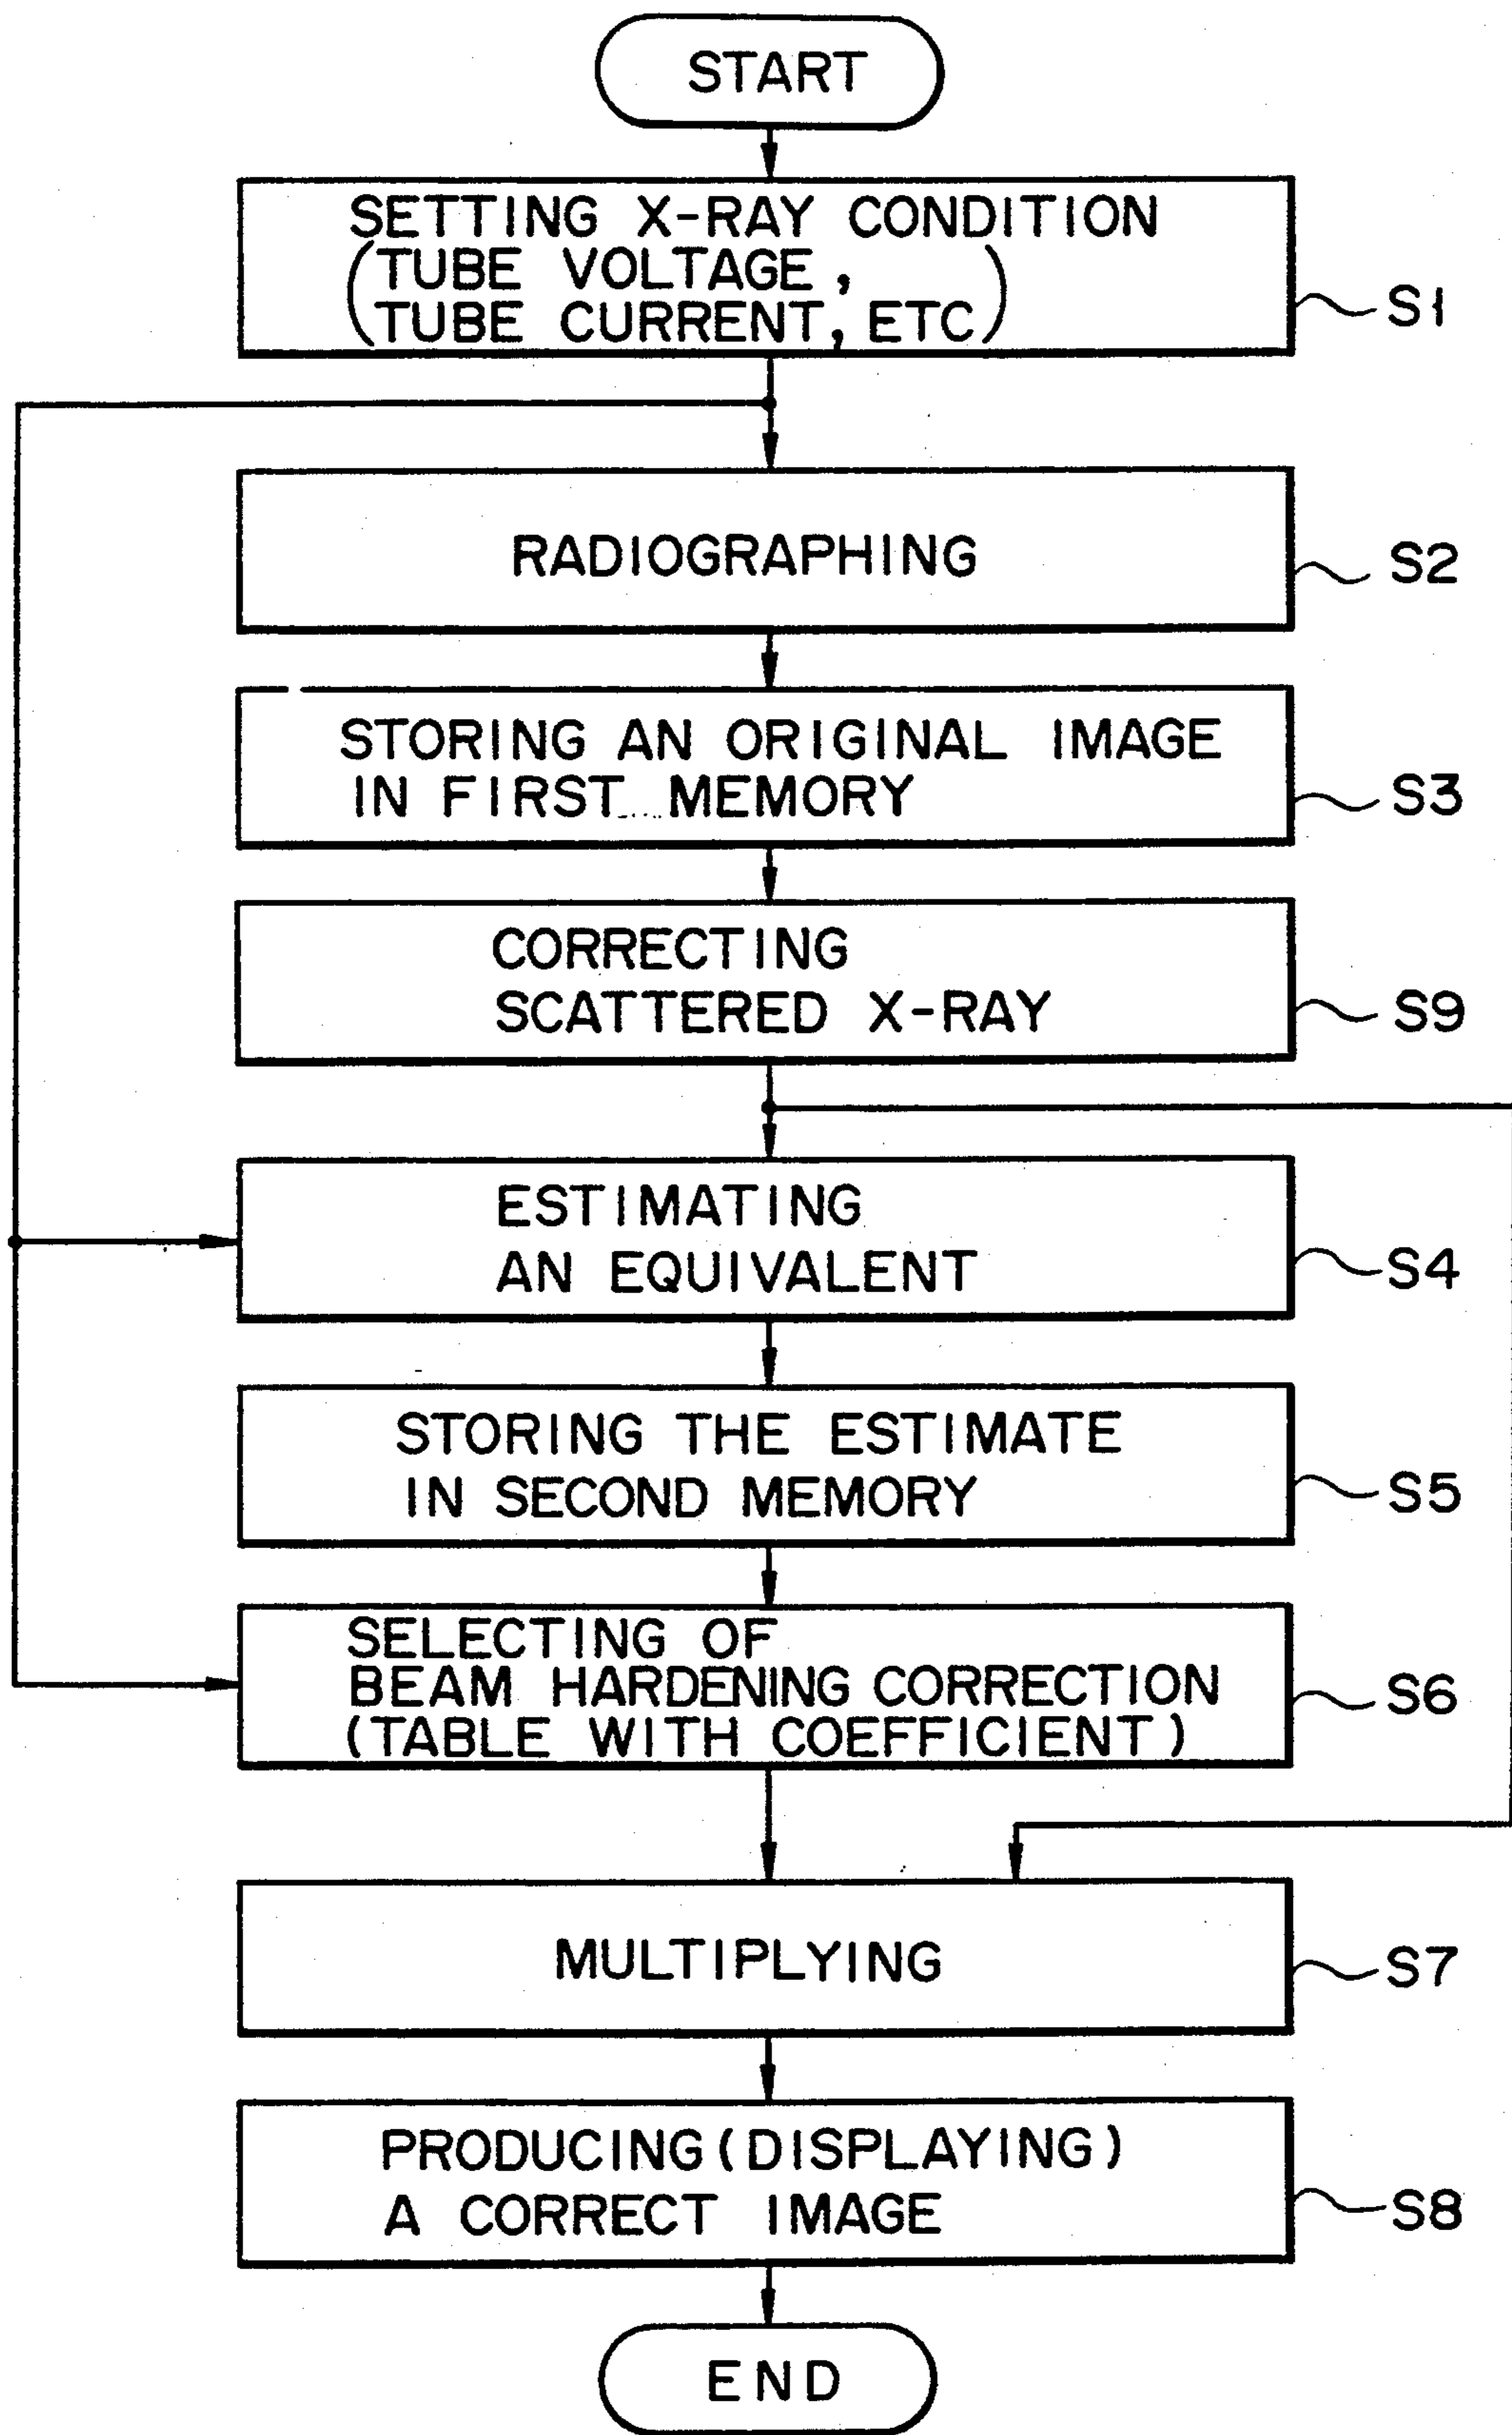 START
SETTING X-RAY CONDITION
(TUBE VOLTAGE,
TUBE CURRENT, ETC)
S1
RADIOGRAPHING
S2
STORING AN ORIGINAL IMAGE
IN FIRST MEMORY
S3
CORRECTING
SCATTERED X-RAY
S9
ESTIMATING
AN EQUIVALENT
S4
STORING THE ESTIMATE
IN SECOND MEMORY
S5
SELECTING OF
BEAM HARDENING CORRECTION
(TABLE WITH COEFFICIENT)
S6
MULTIPLYING
S7
PRODUCING (DISPLAYING)
A CORRECT IMAGE
S8
END